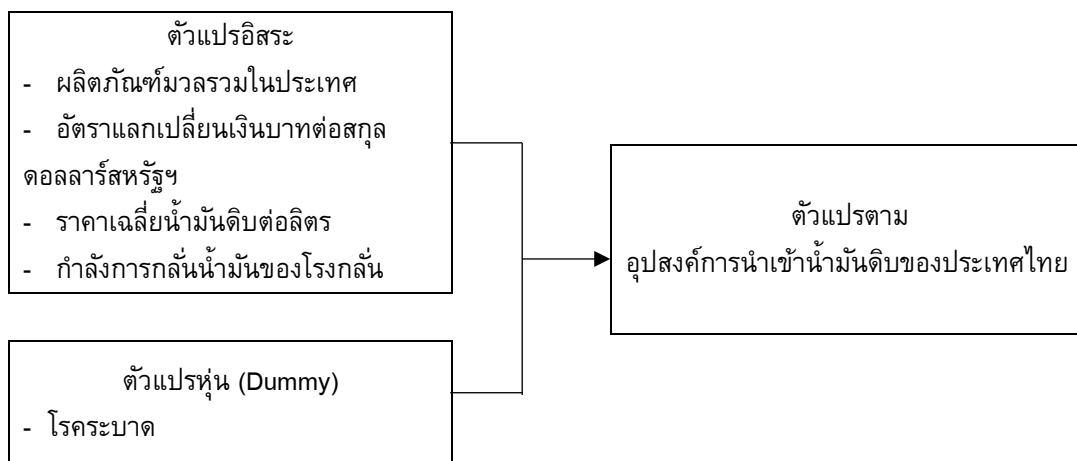 ตัวแปรอิสระ
- ผลิตภัณฑ์มวลรวมในประเทศ
- อัตราแลกเปลี่ยนเงินบาทต่อสกุล
ดอลลาร์สหรัฐฯ
- ราคาเฉลี่ยน้ำมันดิบต่อลิตร
- กำลังการกลั่นน้ำมันของโรงกลั่น
ตัวแปรหุ่น (Dummy)
- โรคระบาด
ตัวแปรตาม
อุปสงค์การนำเข้าน้ำมันดิบของประเทศไทย